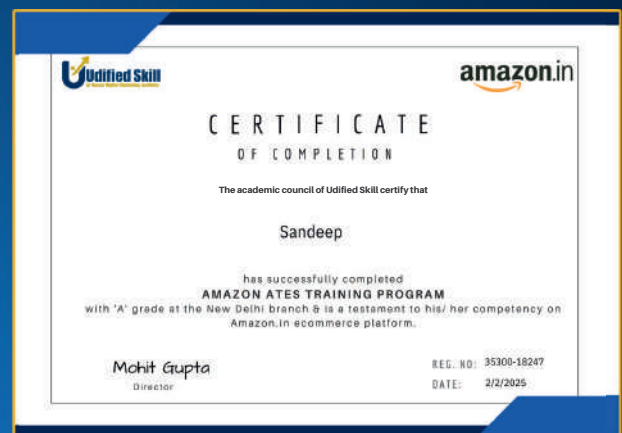 Udified Skill
amazon.in
CERTIFICATE
OF COMPLETION
The academic council of Udified Skill certify that
Sandeep
has successfully completed
AMAZON ATES TRAINING PROGRAM
with 'A' grade at the New Delhi branch & is a testament to his/ her competency on
Amazon.in ecommerce platform.
Mohit Gupta
Director
REG. NO: 35300-18247
DATE: 2/2/2025